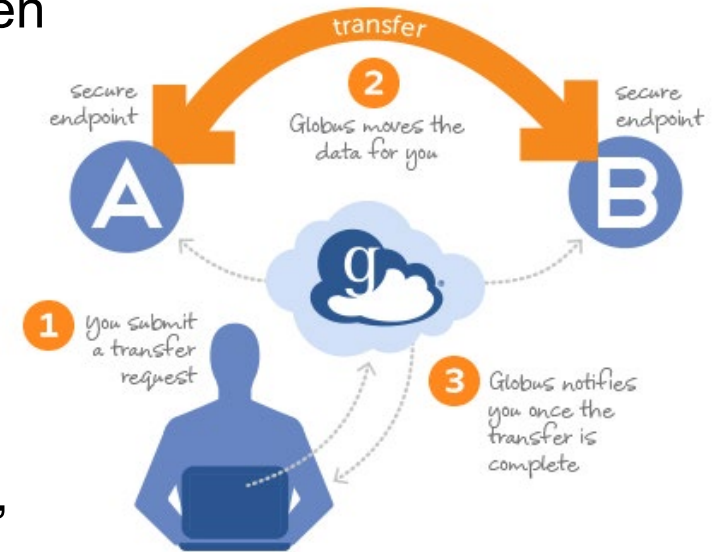 en
transfer
2
secure
endpoint
Globus moves the
data for you
secure
endpoint
A
B
g
1
you submit
a transfer
request
3
Globus notifies
you once the
transfer is
complete
,